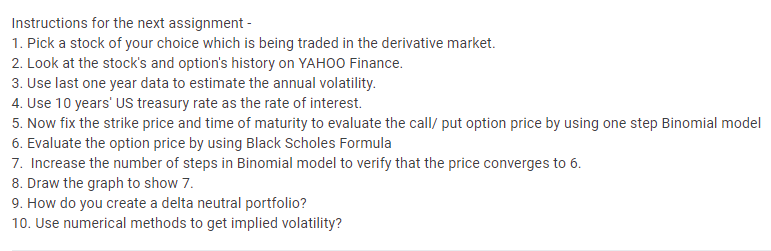 Instructions for the next assignment -
1. Pick a stock of your choice which is being traded in the derivative market.
2. Look at the stock's and option's history on YAHOO Finance.
3. Use last one year data to estimate the annual volatility.
4. Use 10 years' US treasury rate as the rate of interest.
5. Now fix the strike price and time of maturity to evaluate the call/ put option price by using one step Binomial model
6. Evaluate the option price by using Black Scholes Formula
7.  Increase the number of steps in Binomial model to verify that the price converges to 6.
8. Draw the graph to show 7.
9. How do you create a delta neutral portfolio?
10. Use numerical methods to get implied volatility?